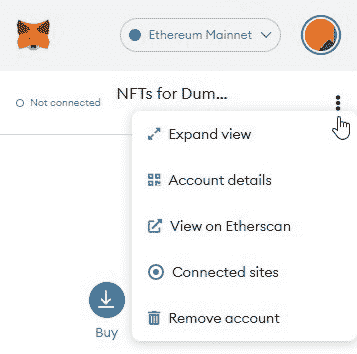 Ethereum Mainnet
Not connected
NFTs for Dum...
Expand view
Account details
View on Etherscan
Connected sites
Remove account
Buy